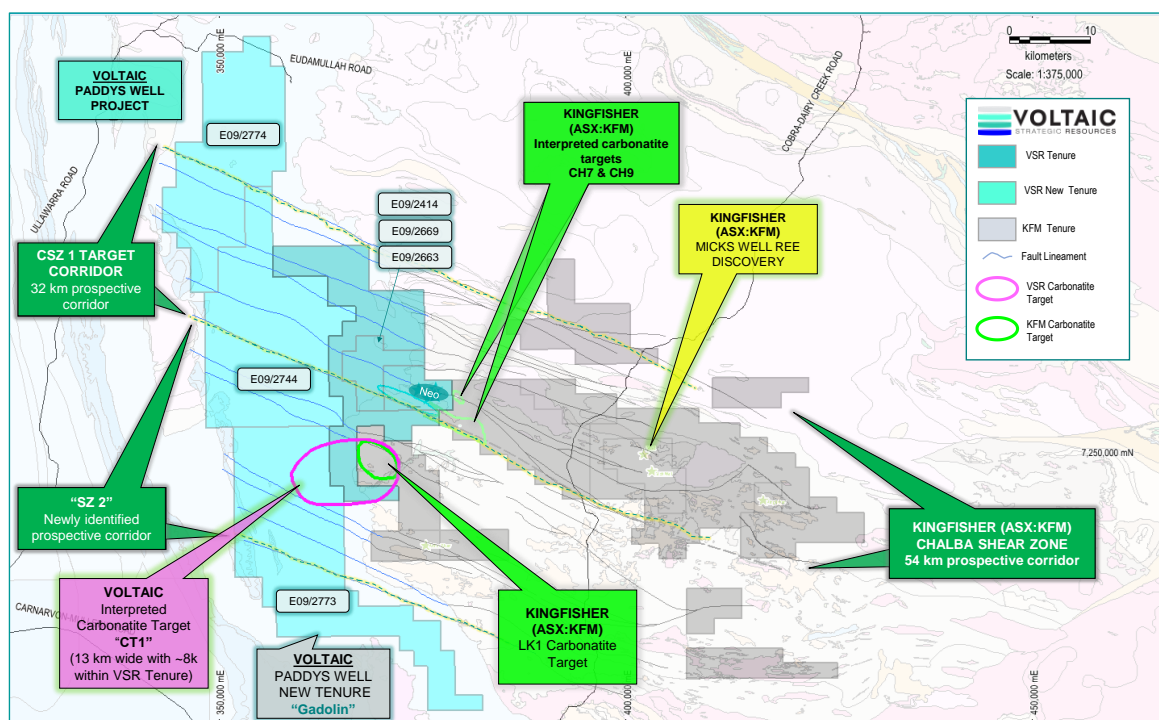 350,000 mE
400,000 mE
0
10
kilometers
Scale: 1:375,000
EUDAMULLAH ROAD
COBRA-DAIRY CREEK ROAD
ULLAWARRA ROAD
VOLTAIC
PADDYS WELL
PROJECT
E09/2774
KINGFISHER
(ASX:KFM)
Interpreted carbonatite
targets
CH7 & CH9
E09/2414
E09/2669
E09/2663
KINGFISHER
(ASX:KFM)
MICKS WELL REE
DISCOVERY
VOLTAIC
STRATEGIC RESOURCES
VSR Tenure
VSR New Tenure
KFM Tenure
Fault Lineament
VSR Carbonatite
Target
KFM Carbonatite
Target
CSZ 1 TARGET
CORRIDOR
32 km prospective
corridor
E09/2744
Neo
7,250,000 mN
"SZ 2"
Newly identified
prospective corridor
KINGFISHER (ASX:KFM)
CHALBA SHEAR ZONE
54 km prospective corridor
VOLTAIC
Interpreted
Carbonatite Target
"CT1"
(13 km wide with ~8k
within VSR Tenure)
E09/2773
KINGFISHER
(ASX:KFM)
LK1 Carbonatite
Target
VOLTAIC
PADDYS WELL
NEW TENURE
"Gadolin"
350,000 mE
400,000 mE
450,000 mE